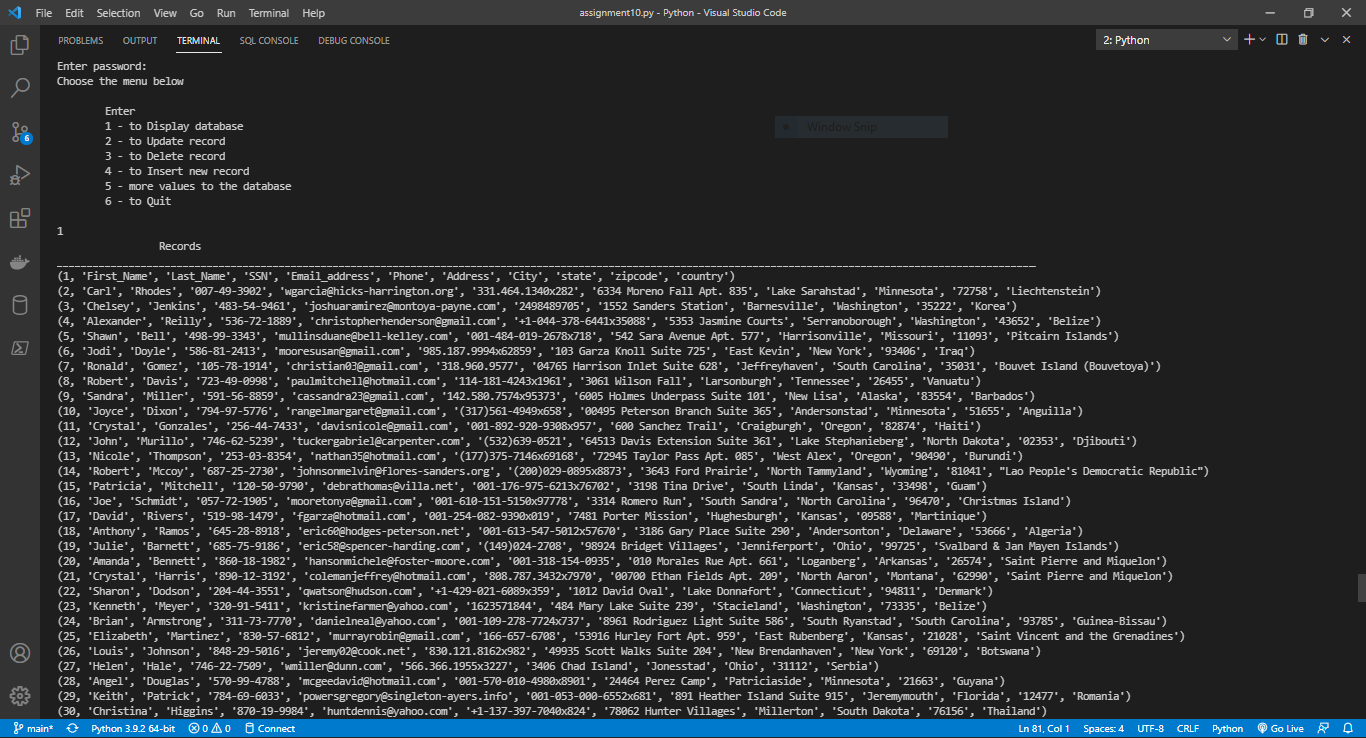 File Edit Selection View Go Run Terminal Help assignment10.py - Python - Visual Studio Code
PROBLEMS OUTPUT TERMINAL SQL CONSOLE DEBUG CONSOLE 2: Python
Enter password:
Choose the menu below
Enter
1 - to Display database
Window Snip
2 - to Update record
6
3 - to Delete record
4 - to Insert new record
5 - more values to the database
6 - to Quit
1
Records
(1, 'First_Name', 'Last_Name', 'SSN', 'Email_address', 'Phone', 'Address', 'City', 'state', 'zipcode', 'country')
(2, 'Carl', 'Rhodes', '007-49-3902', 'wgarcia@hicks-harrington.org', '331.464.1340x282', '6334 Moreno Fall Apt. 835', 'Lake Sarahstad', 'Minnesota', '72758', 'Liechtenstein')
(3, 'Chelsey', 'Jenkins', '483-54-9461', 'joshuaramirez@montoya-payne.com', '2498489705', '1552 Sanders Station', 'Barnesville', 'Washington', '35222', 'Korea')
(4, 'Alexander', 'Reilly', '536-72-1889', 'christopherhenderson@gmail.com', '+1-044-378-6441x35088', '5353 Jasmine Courts', 'Serranoborough', 'Washington', '43652', 'Belize')
(5, 'Shawn', 'Bell', '498-99-3343', 'mullinsduane@bell-kelley.com', '001-484-019-2678x718', '542 Sara Avenue Apt. 577', 'Harrisonville', 'Missouri', '11093', 'Pitcairn Islands')
(6, 'Jodi', 'Doyle', '586-81-2413', 'mooresusan@gmail.com', '985.187.9994x62859', '103 Garza Knoll Suite 725', 'East Kevin', 'New York', '93406', 'Iraq')
(7, 'Ronald', 'Gomez', '105-78-1914', 'christian03@gmail.com', '318.960.9577', '04765 Harrison Inlet Suite 628', 'Jeffreyhaven', 'South Carolina', '35031', 'Bouvet Island (Bouvetoya)')
(8, 'Robert', 'Davis', '723-49-0998', 'paulmitchell@hotmail.com', '114-181-4243x1961', '3061 Wilson Fall', 'Larsonburgh', 'Tennessee', '26455', 'Vanuatu')
(9, 'Sandra', 'Miller', '591-56-8859', 'cassandra23@gmail.com', '142.580.7574x95373', '6005 Holmes Underpass Suite 101', 'New Lisa', 'Alaska', '83554', 'Barbados')
(10, 'Joyce', 'Dixon', '794-97-5776', 'rangelmargaret@gmail.com', '(317)561-4949x658', '00495 Peterson Branch Suite 365', 'Andersonstad', 'Minnesota', '51655', 'Anguilla')
(11, 'Crystal', 'Gonzales', '256-44-7433', 'davisnicole@gmail.com', '001-892-920-9308x957', '600 Sanchez Trail', 'Craigburgh', 'Oregon', '82874', 'Haiti')
(12, 'John', 'Murillo', '746-62-5239', 'tuckergabriel@carpenter.com', '(532)639-0521', '64513 Davis Extension Suite 361', 'Lake Stephanieberg', 'North Dakota', '02353', 'Djibouti')
(13, 'Nicole', 'Thompson', '253-03-8354', 'nathan35@hotmail.com', '(177)375-7146x69168', '72945 Taylor Pass Apt. 085', 'West Alex', 'Oregon', '90490', 'Burundi')
(14, 'Robert', 'Mccoy', '687-25-2730', 'johnsonmelvin@flores-sanders.org', '(200)029-0895x8873', '3643 Ford Prairie', 'North Tammyland', 'Wyoming', '81041', "Lao People's Democratic Republic")
(15, 'Patricia', 'Mitchell', '120-50-9790', 'debrathomas@villa.net', '001-176-975-6213x76702', '3198 Tina Drive', 'South Linda', 'Kansas', '33498', 'Guam')
(16, 'Joe', 'Schmidt', '057-72-1905', 'mooretonya@gmail.com', '001-610-151-5150x97778', '3314 Romero Run', 'South Sandra', 'North Carolina', '96470', 'Christmas Island')
(17, 'David', 'Rivers', '519-98-1479', 'fgarza@hotmail.com', '001-254-082-9390x019', '7481 Porter Mission', 'Hughesburgh', 'Kansas', '09588', 'Martinique')
(18, 'Anthony', 'Ramos', '645-28-8918', 'eric60@hodges-peterson.net', '001-613-547-5012x57670', '3186 Gary Place Suite 290', 'Andersonton', 'Delaware', '53666', 'Algeria')
(19, 'Julie', 'Barnett', '685-75-9186', 'eric58@spencer-harding.com', '(149)024-2708', '98924 Bridget Villages', 'Jenniferport', 'Ohio', '99725', 'Svalbard & Jan Mayen Islands')
(20, 'Amanda', 'Bennett', '860-18-1982', 'hansonmichele@foster-moore.com', '001-318-154-0935', '010 Morales Rue Apt. 661', 'Loganberg', 'Arkansas', '26574', 'Saint Pierre and Miquelon')
(21, 'Crystal', 'Harris', '890-12-3192', 'colemanjeffrey@hotmail.com', '808.787.3432x7970', '00700 Ethan Fields Apt. 209', 'North Aaron', 'Montana', '62990', 'Saint Pierre and Miquelon')
(22, 'Sharon', 'Dodson', '204-44-3551', 'qwatson@hudson.com', '+1-429-021-6089x359', '1012 David Oval', 'Lake Donnafort', 'Connecticut', '94811', 'Denmark')
(23, 'Kenneth', 'Meyer', '320-91-5411', 'kristinefarmer@yahoo.com', '1623571844', '484 Mary Lake Suite 239', 'Stacieland', 'Washington', '73335', 'Belize')
(24, 'Brian', 'Armstrong', '311-73-7770', 'danielneal@yahoo.com', '001-109-278-7724x737', '8961 Rodriguez Light Suite 586', 'South Ryanstad', 'South Carolina', '93785', 'Guinea-Bissau')
(25, 'Elizabeth', 'Martinez', '830-57-6812', 'murrayrobin@gmail.com', '166-657-6708', '53916 Hurley Fort Apt. 959', 'East Rubenberg', 'Kansas', '21028', 'Saint Vincent and the Grenadines')
(26, 'Louis', 'Johnson', '848-29-5016', 'jeremy02@cook.net', '830.121.8162x982', '49935 Scott Walks Suite 204', 'New Brendanhaven', 'New York', '69120', 'Botswana')
(27, 'Helen', 'Hale', '746-22-7509', 'wmiller@dunn.com', '566.366.1955x3227', '3406 Chad Island', 'Jonesstad', 'Ohio', '31112', 'Serbia')
(28, 'Angel', 'Douglas', '570-99-4788', 'mcgeedavid@hotmail.com', '001-570-010-4980x8901', '24464 Perez Camp', 'Patriciaside', 'Minnesota', '21663', 'Guyana')
(29, 'Keith', 'Patrick', '784-69-6033', 'powersgregory@singleton-ayers.info', '001-053-000-6552x681', '891 Heather Island Suite 915', 'Jeremymouth', 'Florida', '12477', 'Romania')
(30, 'Christina', 'Higgins', '870-19-9984', 'huntdennis@yahoo.com', '+1-137-397-7040x824', '78062 Hunter Villages', 'Millerton', 'South Dakota', '76156', 'Thailand')
main* Python 3.9.2 64-bit 0 0 Connect Ln 81, Col 1 Spaces: 4 UTF-8 CRLF Python Go Live